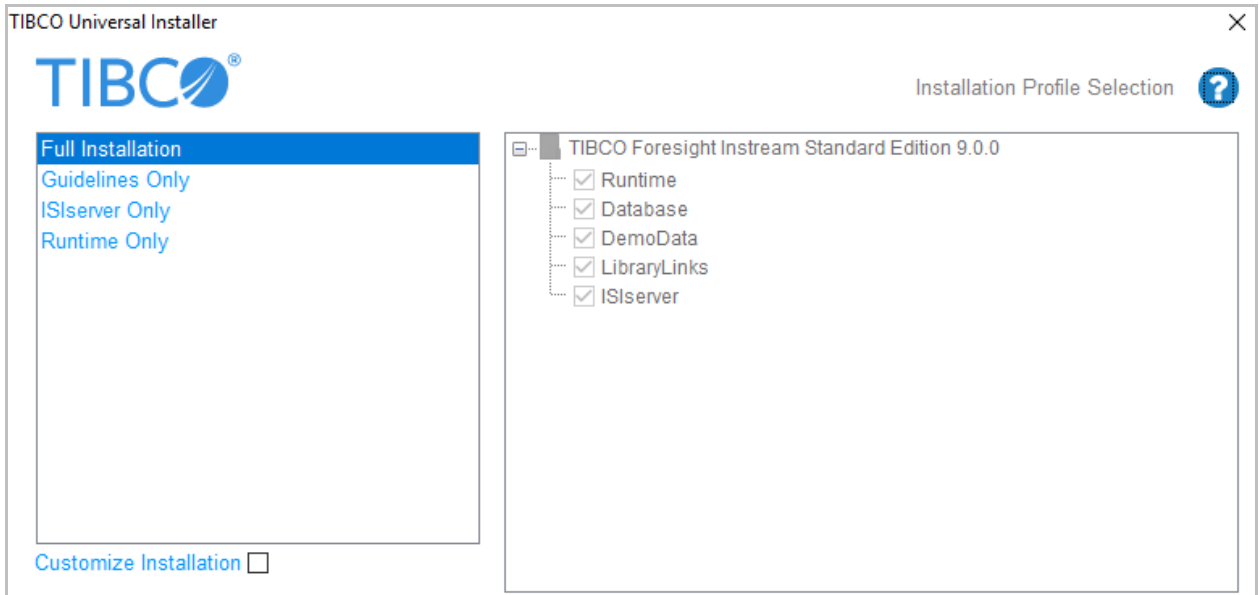 TIBCO Universal Installer
TIBCO®
Installation Profile Selection
?
Full Installation
Guidelines Only
ISIserver Only
Runtime Only
TIBCO Foresight Instream Standard Edition 9.0.0
Runtime
Database
DemoData
LibraryLinks
ISIserver
Customize Installation